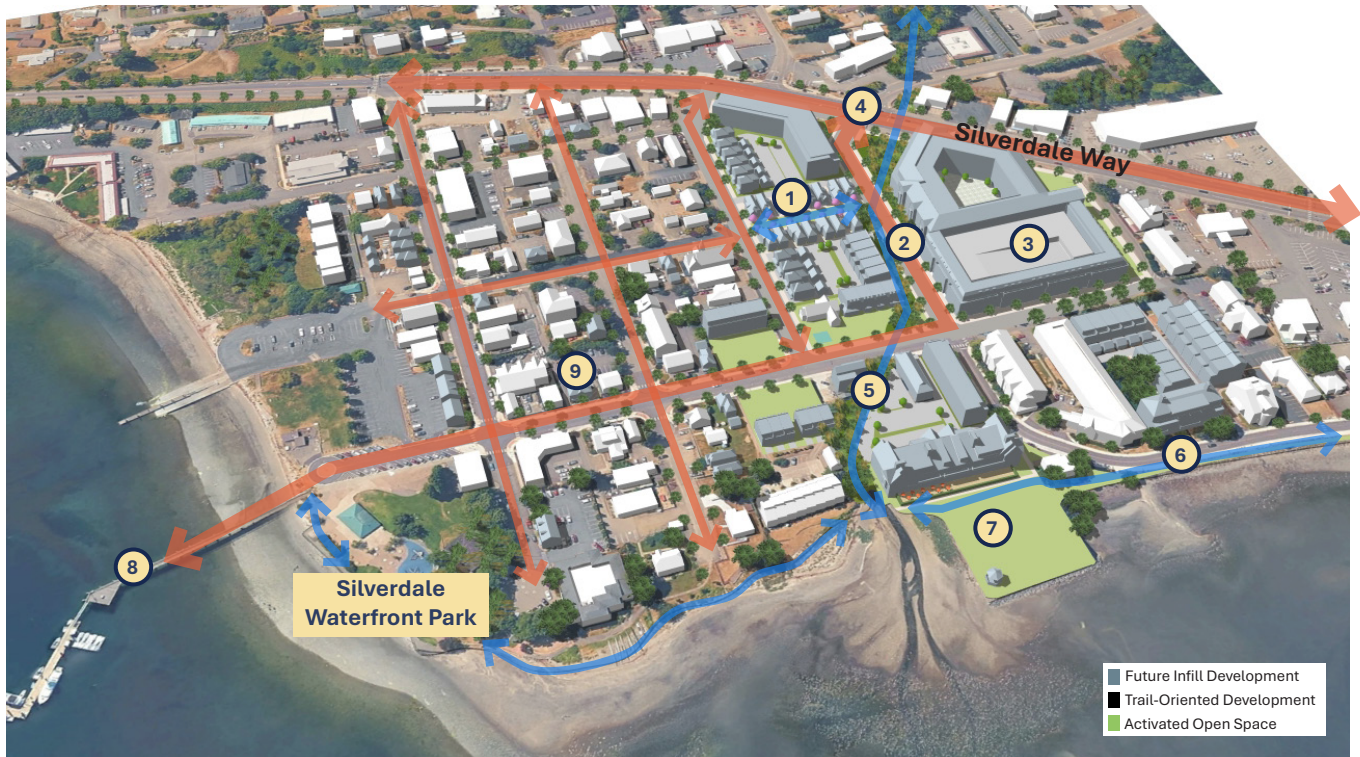 4
Silverdale Way
1
2
3
9
5
6
7
8
Silverdale
Waterfront Park
Future Infill Development
Trail-Oriented Development
Activated Open Space